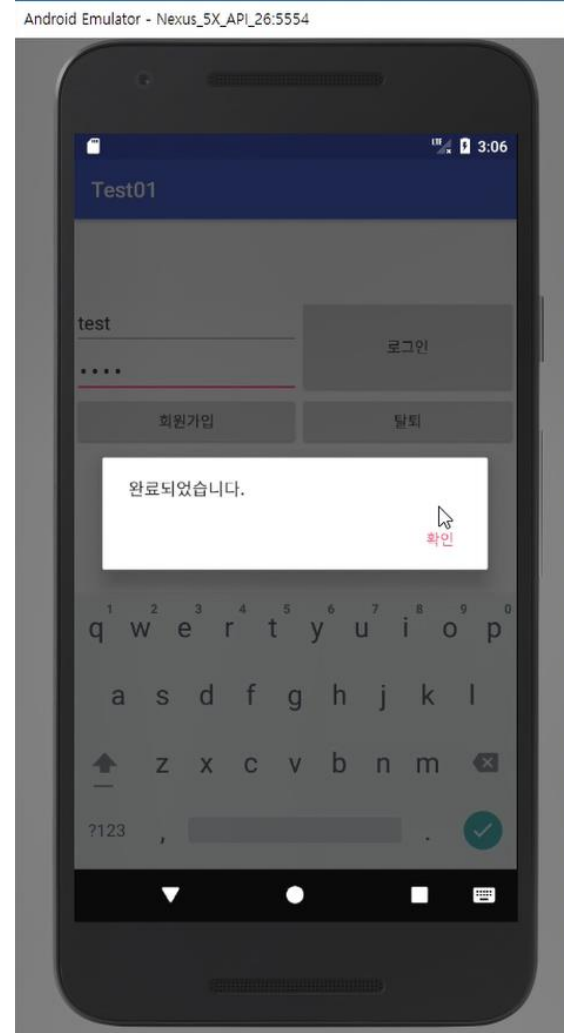 Android Emulator - Nexus_5X_API_26:5554
LTE 3:06
Test01
test
••••
로그인
회원가입 탈퇴
완료되었습니다.
확인
1 2 3 4 5 6 7 8 9 0
q w e r t y u i o p
a s d f g h j k l
z x c v b n m
?123 , .